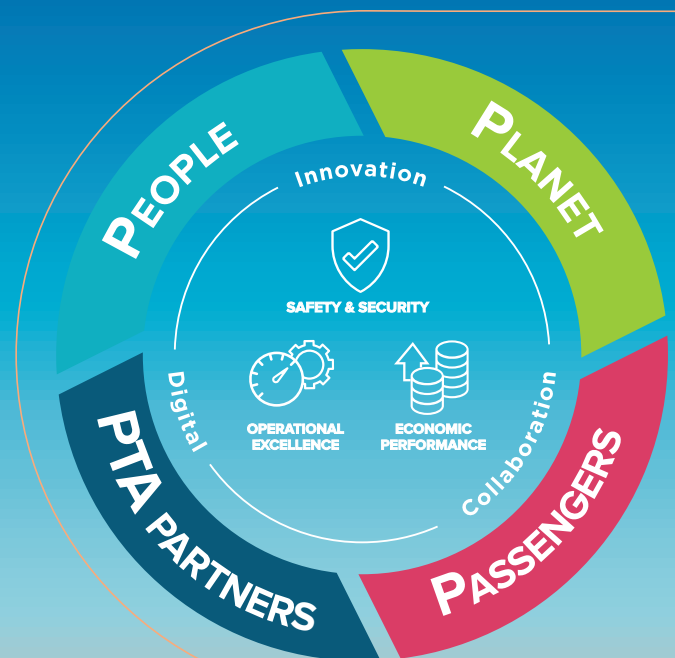 PEOPLE
PLANET
Innovation
SAFETY & SECURITY
OPERATIONAL
EXCELLENCE
ECONOMIC
PERFORMANCE
Digital
Collaboration
PTA PARTNERS
PASSENGERS